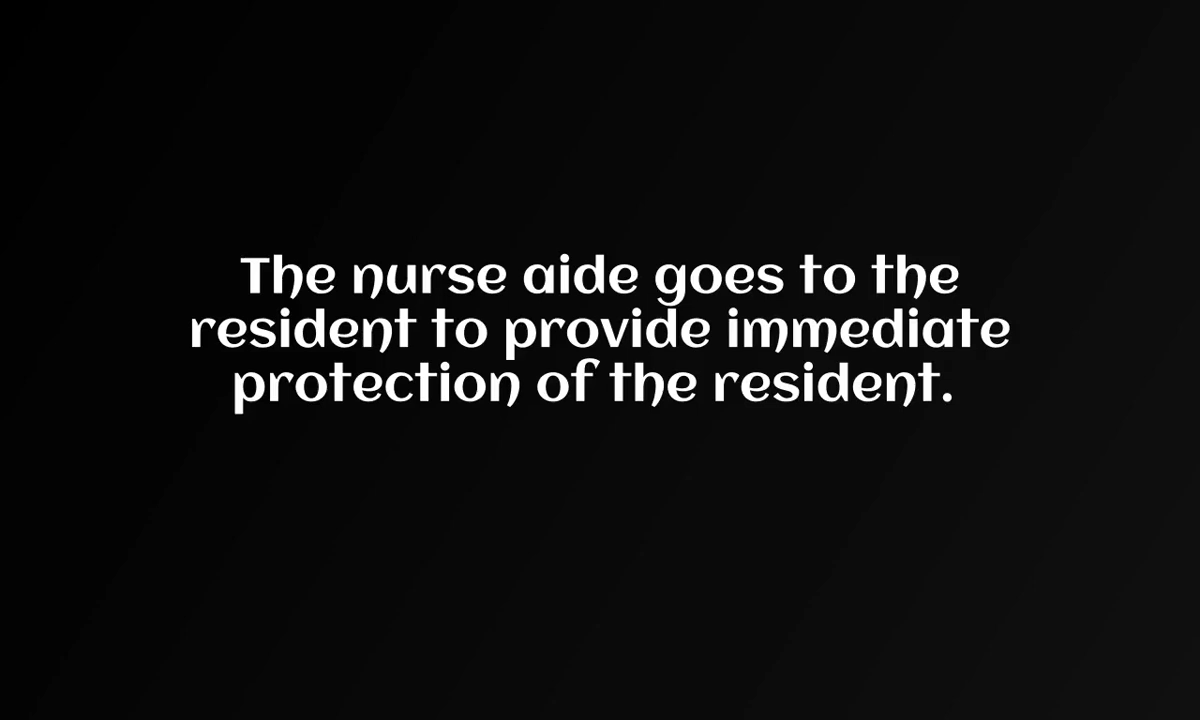 The nurse aide goes to the
resident to provide immediate
protection of the resident.